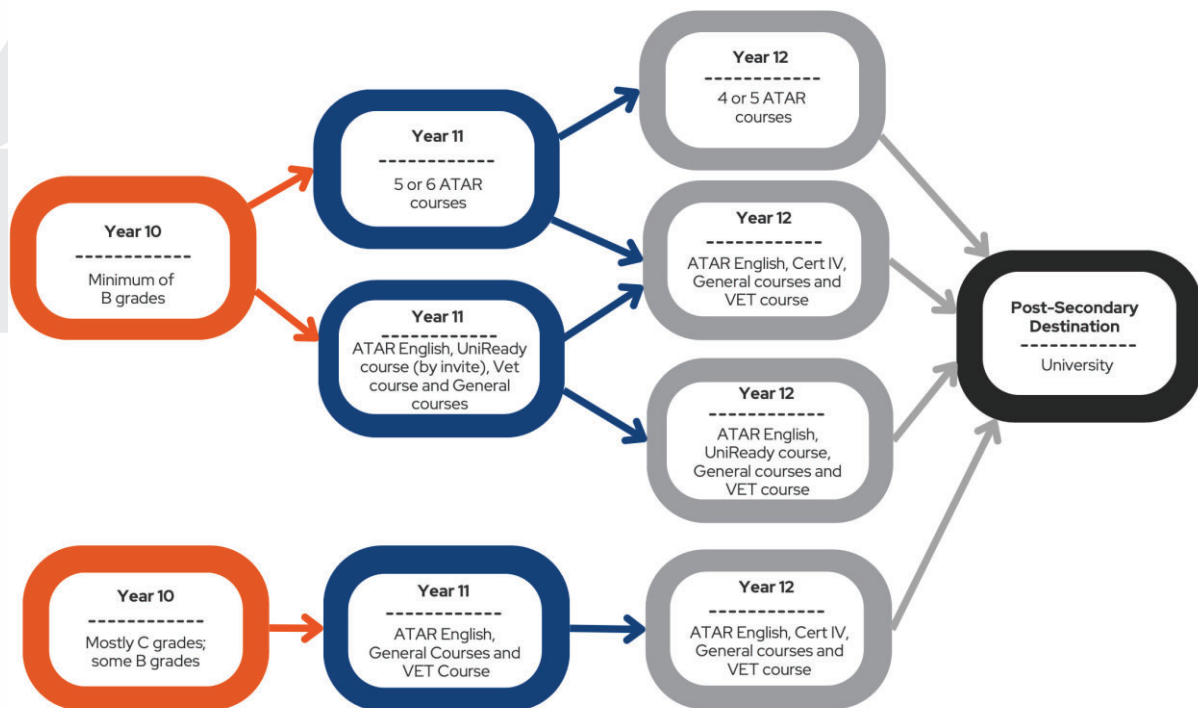 Year 10
Minimum of
B grades
Year 11
5 or 6 ATAR
courses
Year 11
ATAR English, UniReady
course (by invite), Vet
course and General
courses
Year 12
4 or 5 ATAR
courses
Year 12
ATAR English, Cert IV,
General courses and
VET course
Year 12
ATAR English,
UniReady course,
General courses and
VET course
Post-Secondary
Destination
University
Year 10
Mostly C grades;
some B grades
Year 11
ATAR English,
General Courses and
VET Course
Year 12
ATAR English, Cert IV,
General courses and
VET course